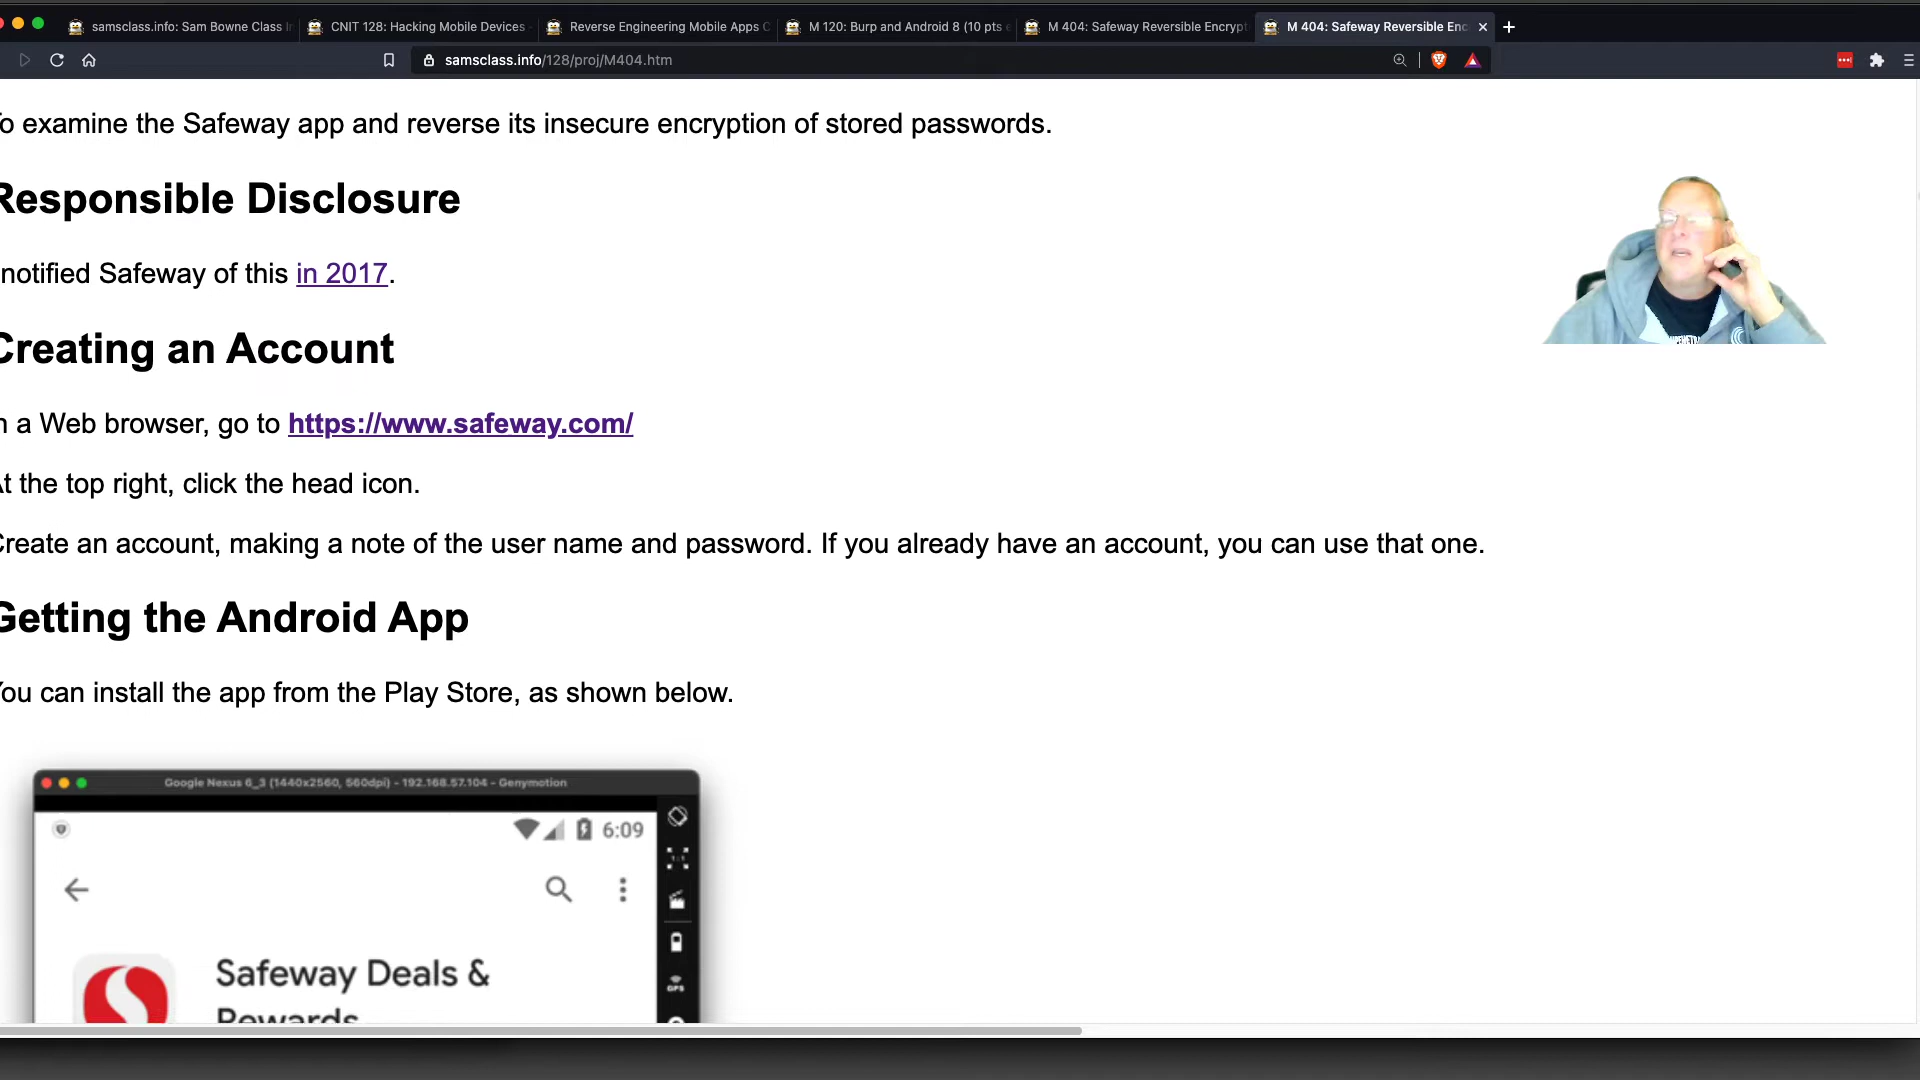 samsclass.info: Sam Bowne Class I
CNIT 128: Hacking Mobile Devices
Reverse Engineering Mobile Apps C
M 120: Burp and Android 8 (10 pts e
M 404: Safeway Reversible Encrypt
M 404: Safeway Reversible Enc
samsclass.info/128/proj/M404.htm
o examine the Safeway app and reverse its insecure encryption of stored passwords.
Responsible Disclosure
notified Safeway of this in 2017.
Creating an Account
n a Web browser, go to https://www.safeway.com/
At the top right, click the head icon.
Create an account, making a note of the user name and password. If you already have an account, you can use that one.
Getting the Android App
You can install the app from the Play Store, as shown below.
Google Nexus 6_3 (1440x2560, 560dpi) - 192.168.57.104 - Genymotion
6:09
1:1
GPS
Safeway Deals &
Rewards